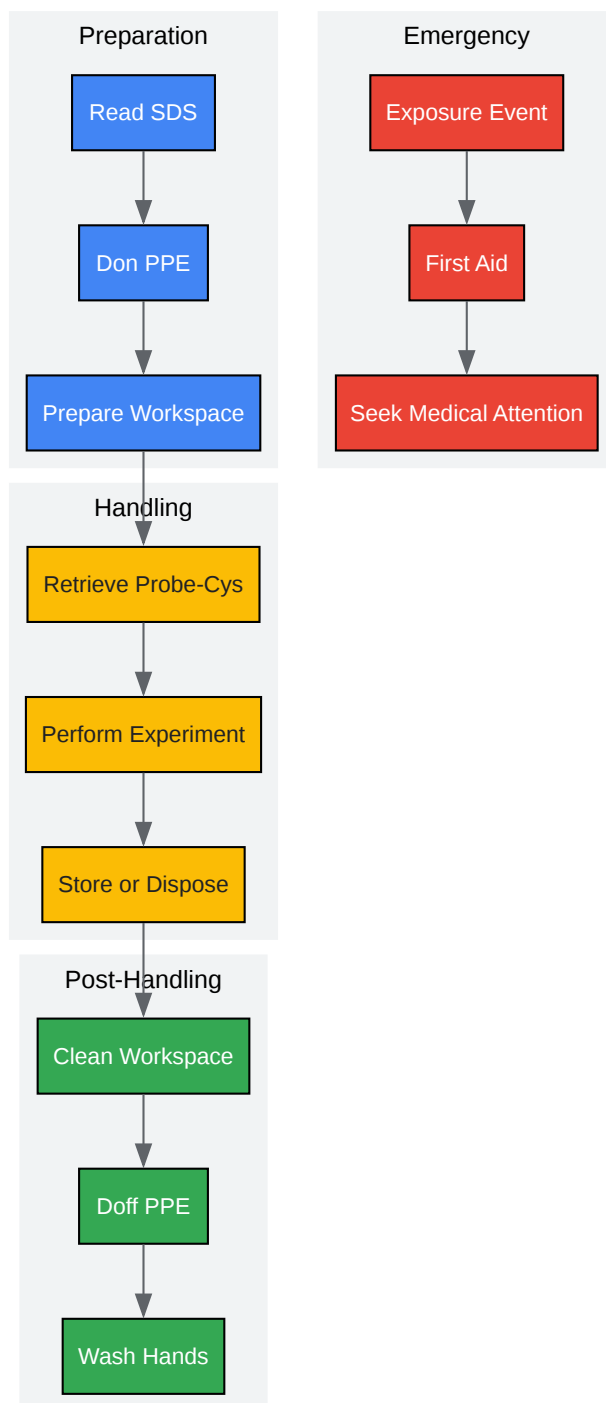 Preparation
Read SDS
Don PPE
Prepare Workspace
Emergency
Exposure Event
First Aid
Seek Medical Attention
Handling
Retrieve Probe-Cys
Perform Experiment
Store or Dispose
Post-Handling
Clean Workspace
Doff PPE
Wash Hands